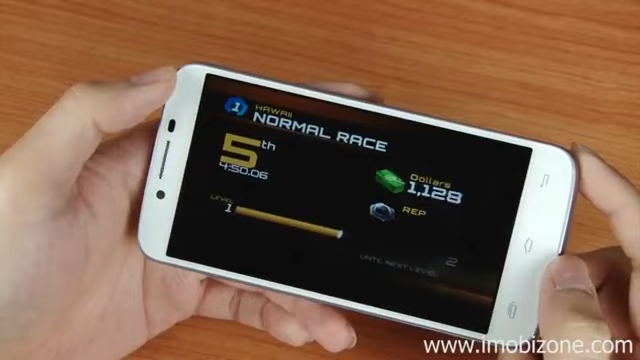 1
HAWAII
NORMAL RACE
5th
4:50.06
Dollars
1,128
REP
LEVEL
1
2
UNTIL NEXT LEVEL
www.imobizone.com